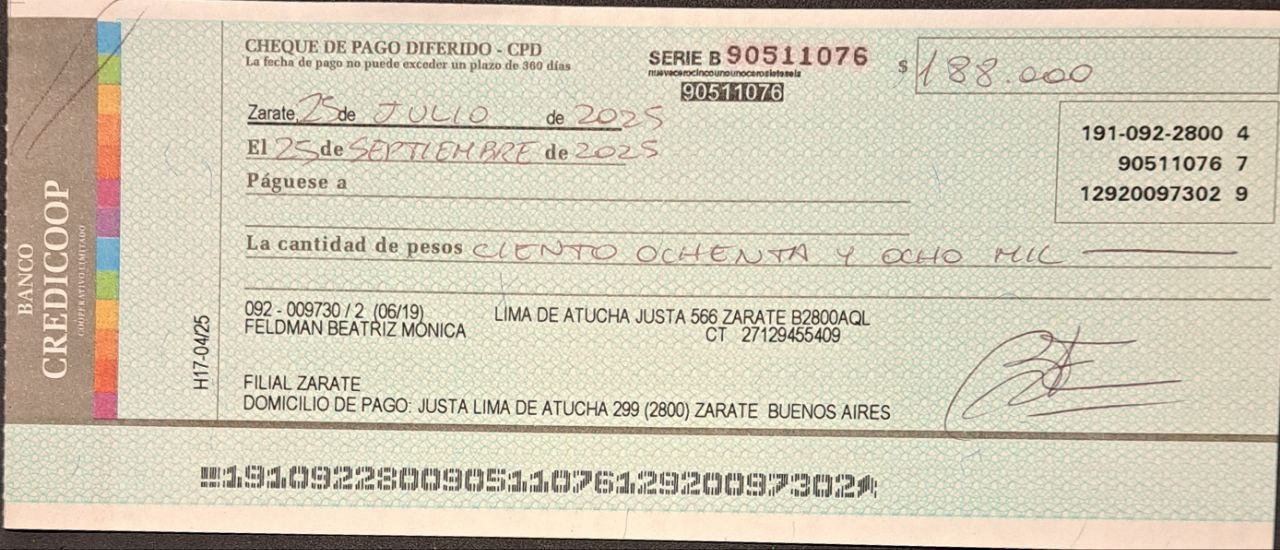 BANCO
CREDICOOP
COOPERATIVO LIMITADO
CHEQUE DE PAGO DIFERIDO - CPD
La fecha de pago no puede exceder un plazo de 360 días
SERIE B 90511076
nuevecerocincounounocerosieteseis
90511076
$ 188.000
Zarate, 25 de JULIO de 2025
El 25 de SEPTIEMBRE de 2025
Páguese a
191-092-2800 4
90511076 7
12920097302 9
La cantidad de pesos CIENTO OCHENTA Y OCHO MIL
H17-04/25
092 - 009730 / 2 (06/19) LIMA DE ATUCHA JUSTA 566 ZARATE B2800AQL
FELDMAN BEATRIZ MONICA CT 27129455409
FILIAL ZARATE
DOMICILIO DE PAGO: JUSTA LIMA DE ATUCHA 299 (2800) ZARATE BUENOS AIRES
19109228009051107612920097302